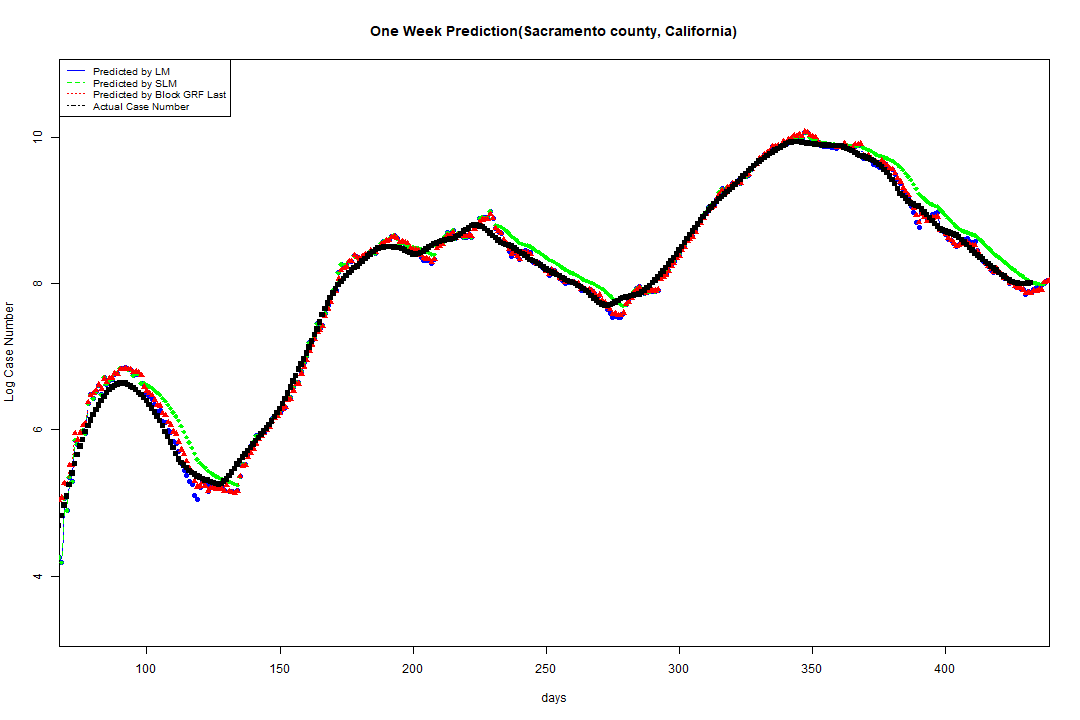 One Week Prediction(Sacramento county, California)
Predicted by LM
Predicted by SLM
Predicted by Block GRF Last
Actual Case Number
10
8
6
4
Log Case Number
100 150 200 250 300 350 400
days